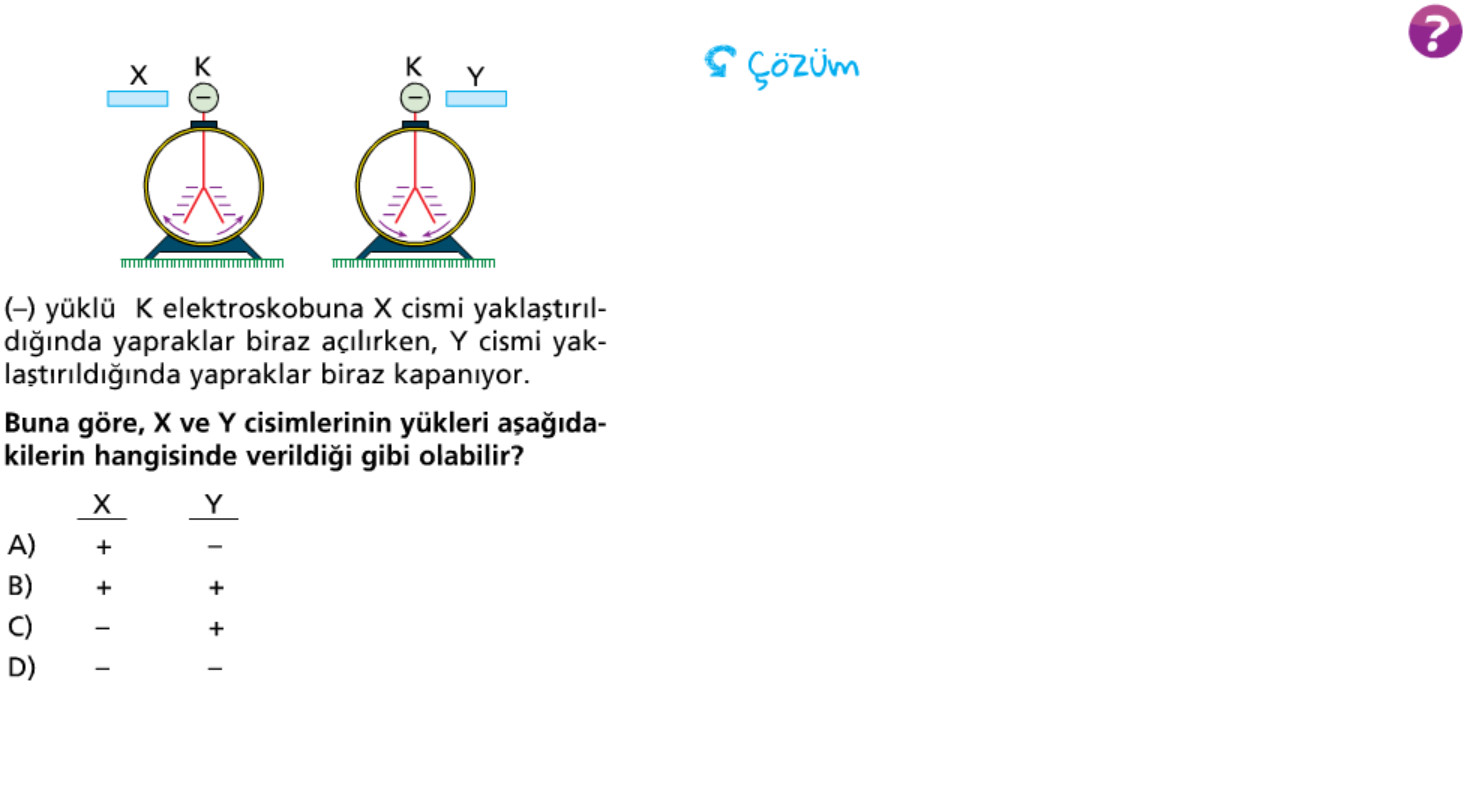 ?
Çözüm
X K K Y
– –
(–) yüklü K elektroskobuna X cismi yaklaştırıl-
dığında yapraklar biraz açılırken, Y cismi yak-
laştırıldığında yapraklar biraz kapanıyor.
Buna göre, X ve Y cisimlerinin yükleri aşağıda-
kilerin hangisinde verildiği gibi olabilir?
X Y
A) + –
B) + +
C) – +
D) – –